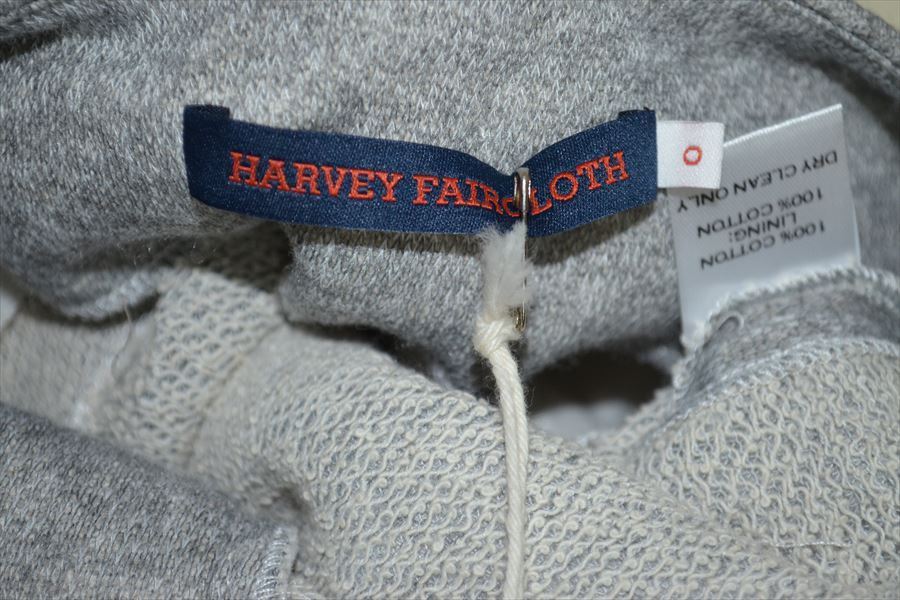 HARVEY FAIRCLOTH
0
100% COTTON
LINING:
100% COTTON
DRY CLEAN ONLY